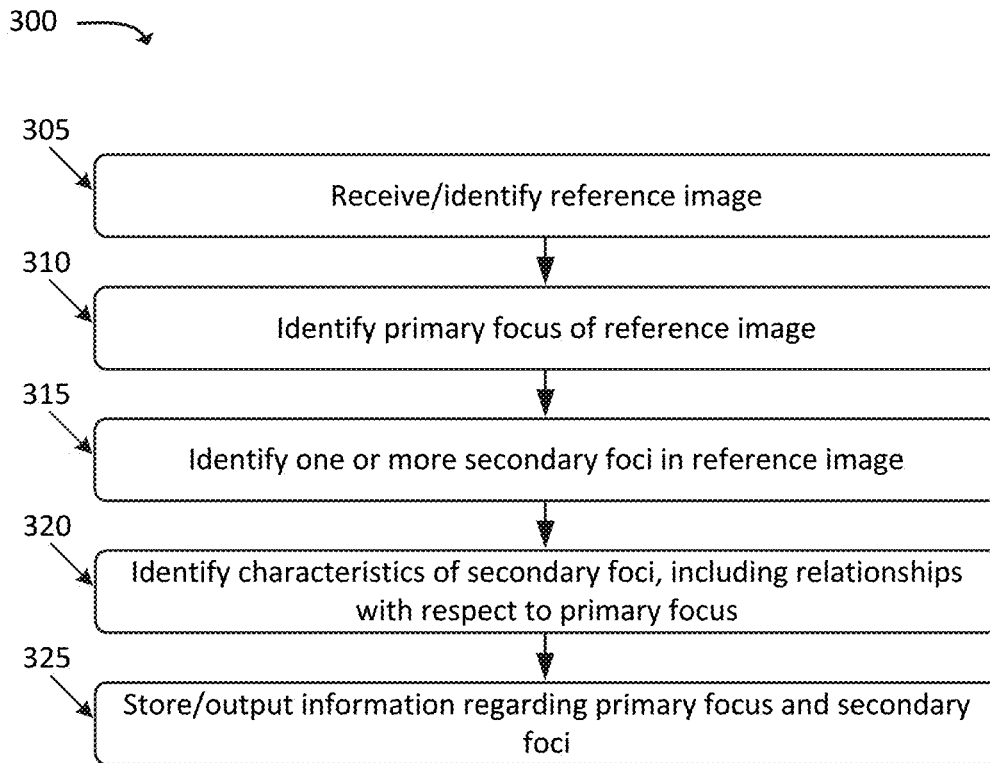 300
305
Receive/identify reference image
310
Identify primary focus of reference image
315
Identify one or more secondary foci in reference image
320
Identify characteristics of secondary foci, including relationships
with respect to primary focus
325
Store/output information regarding primary focus and secondary
foci